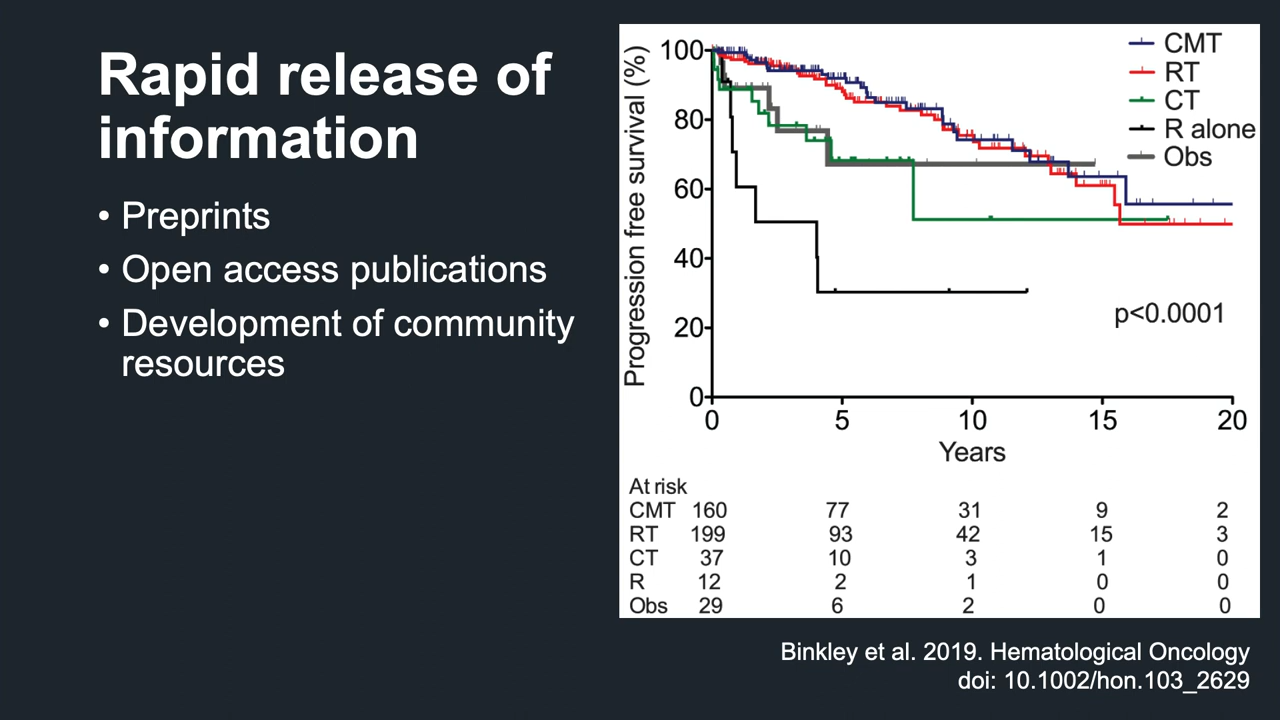 Rapid release of
information
• Preprints
• Open access publications
• Development of community
resources
Progression free survival (%)
100
80
60
40
20
0
0 5 10 15 20
Years
CMT
RT
CT
R alone
Obs
p<0.0001
At risk
CMT 160 77 31 9 2
RT 199 93 42 15 3
CT 37 10 3 1 0
R 12 2 1 0 0
Obs 29 6 2 0 0
Binkley et al. 2019. Hematological Oncology
doi: 10.1002/hon.103_2629